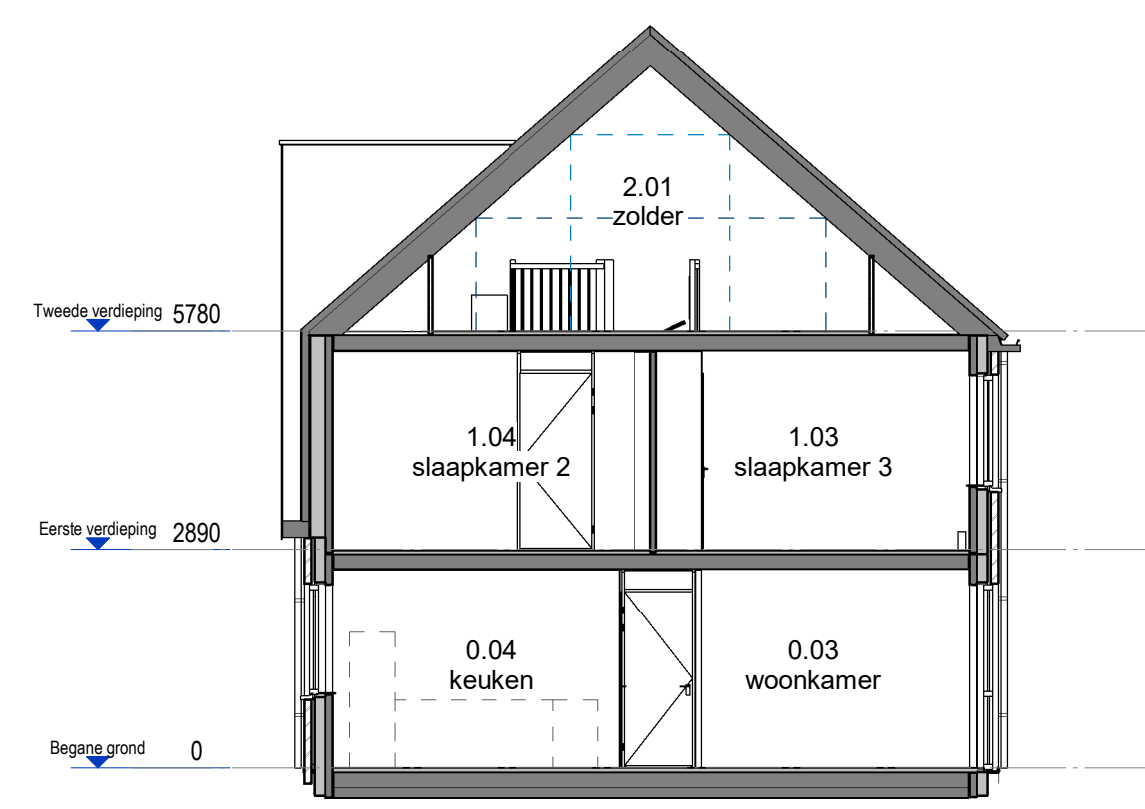 2.01
zolder
Tweede verdieping 5780
1.04
slaapkamer 2
1.03
slaapkamer 3
Eerste verdieping 2890
0.04
keuken
0.03
woonkamer
Begane grond 0